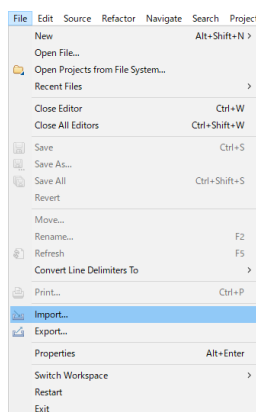 File Edit Source Refactor Navigate Search Project
New Alt+Shift+N >
Open File...
Open Projects from File System...
Recent Files >
Close Editor Ctrl+W
Close All Editors Ctrl+Shift+W
Save Ctrl+S
Save As...
Save All Ctrl+Shift+S
Revert
Move...
Rename... F2
Refresh F5
Convert Line Delimiters To >
Print... Ctrl+P
Import...
Export...
Properties Alt+Enter
Switch Workspace >
Restart
Exit